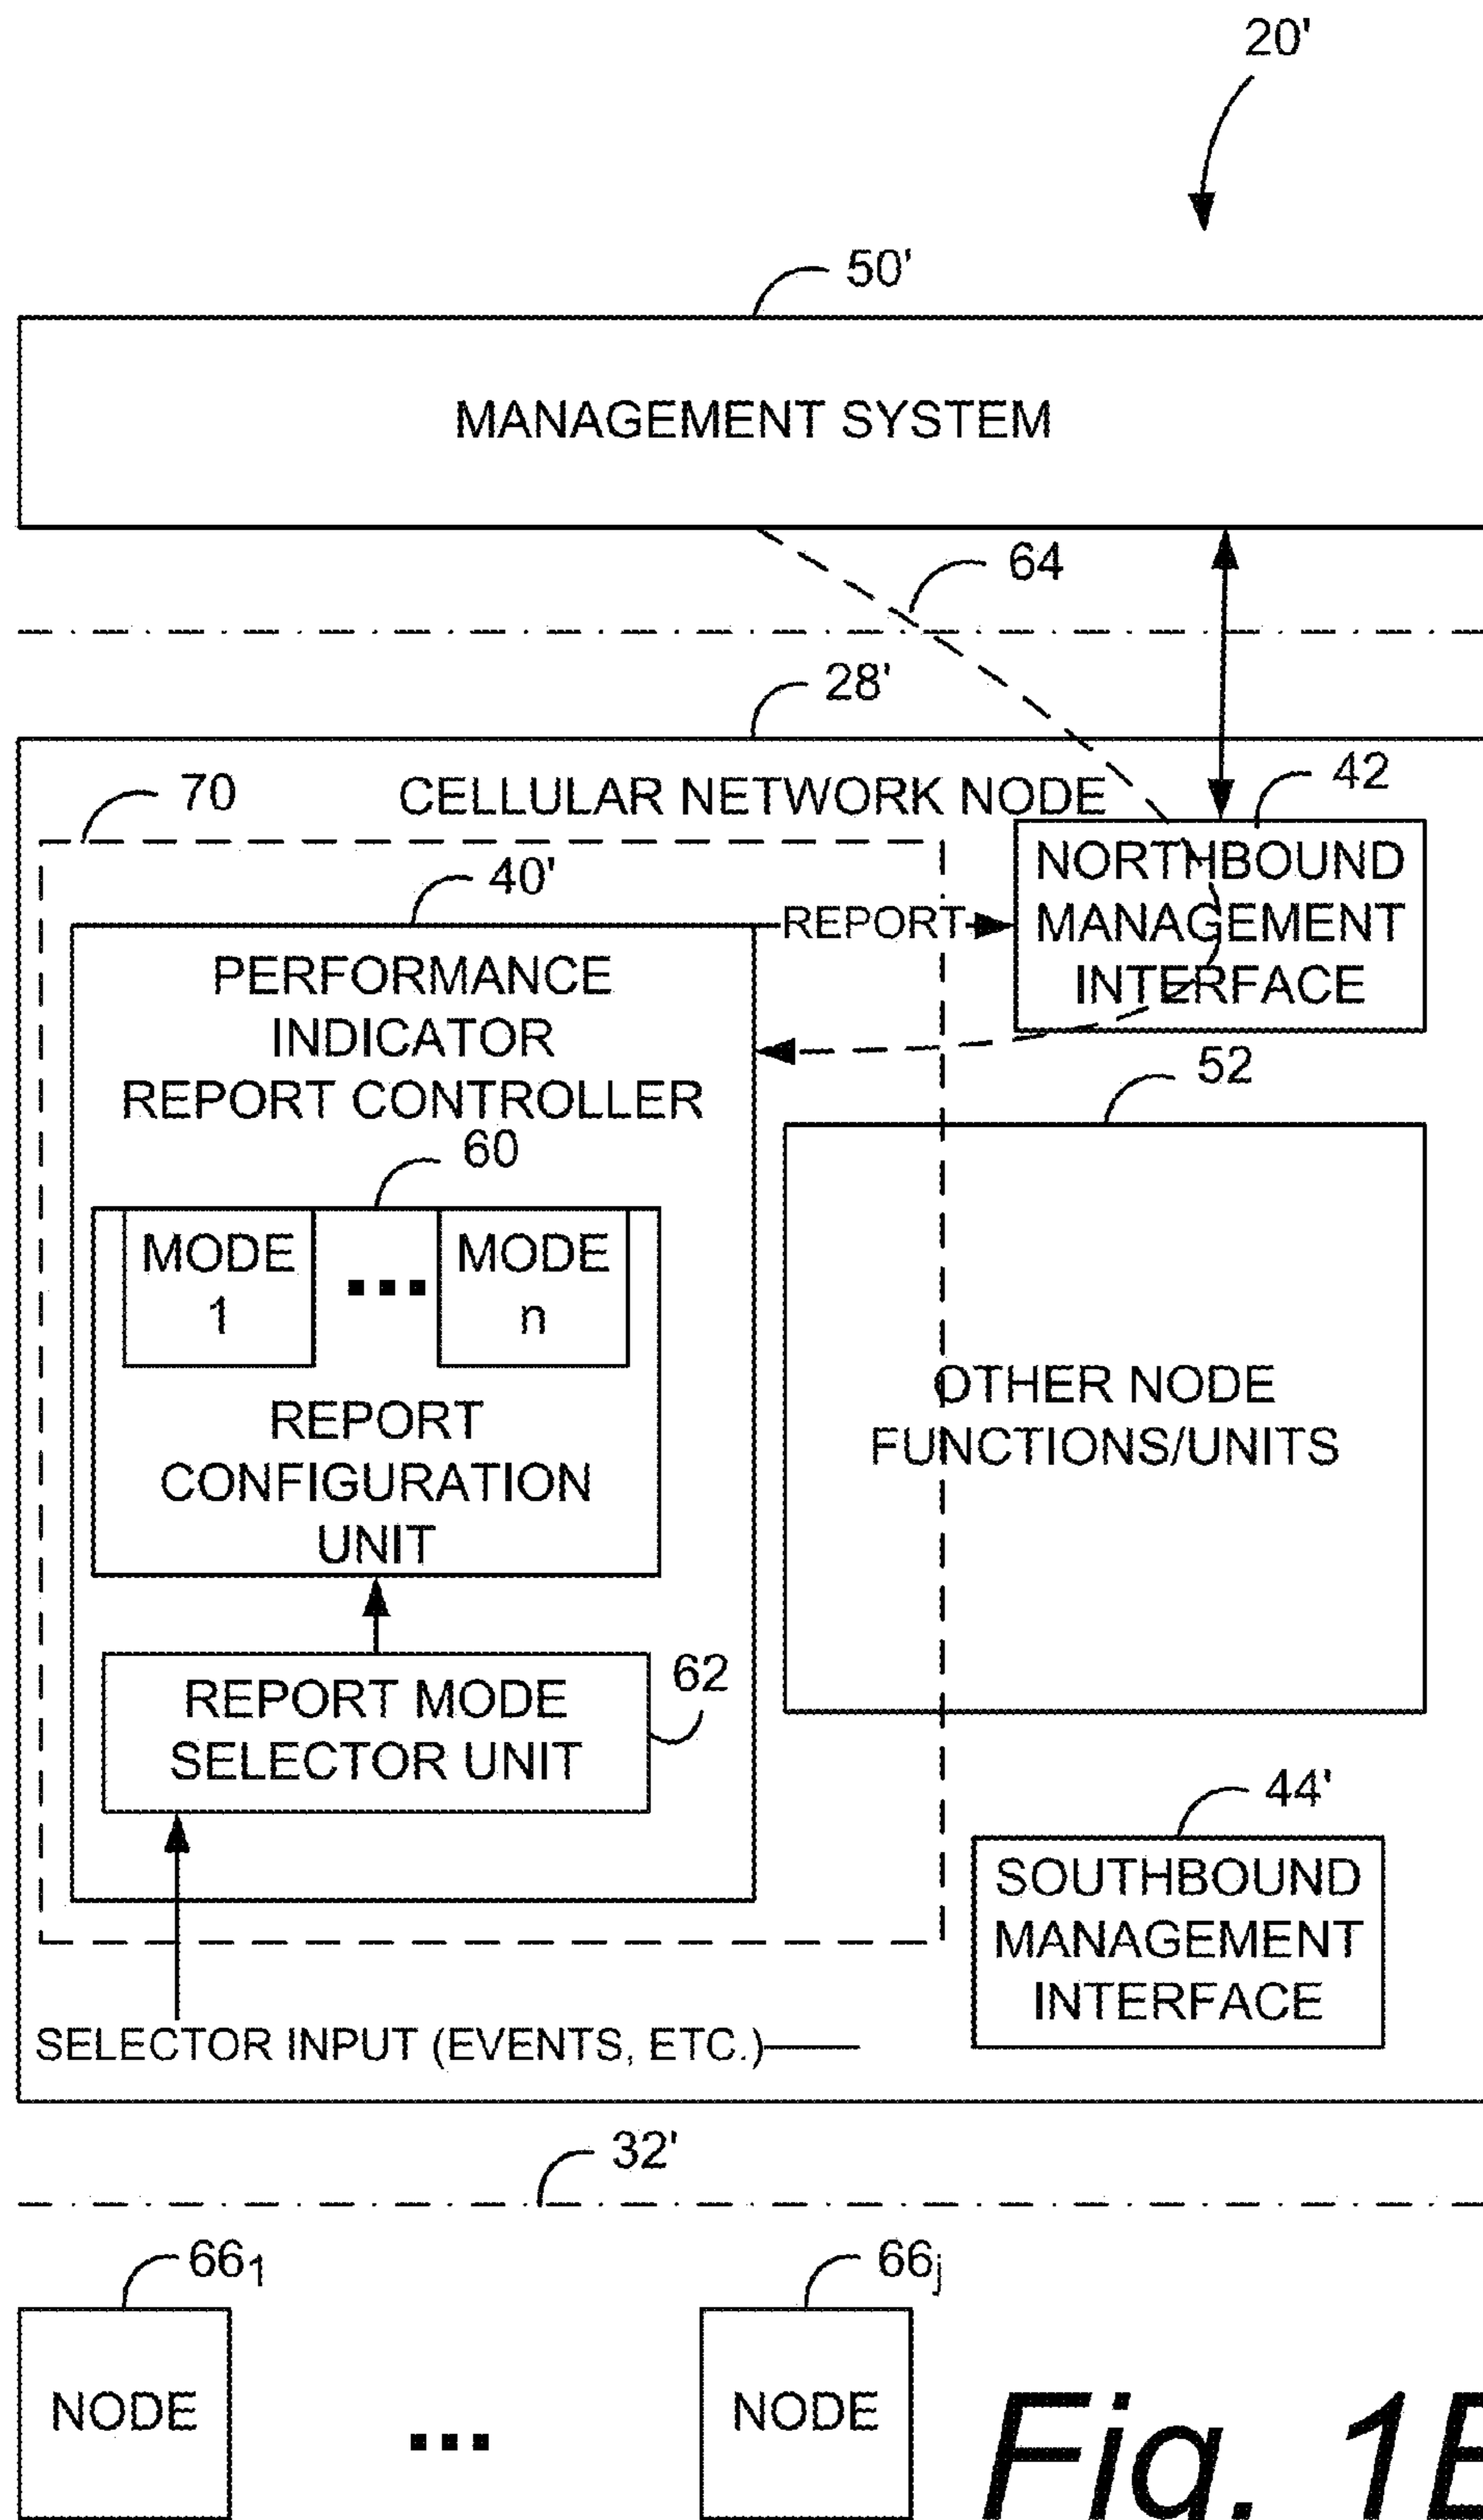 20'
50'
MANAGEMENT SYSTEM
64
28'
70
CELLULAR NETWORK NODE
42
40'
REPORT
NORTHBOUND
MANAGEMENT
INTERFACE
PERFORMANCE
INDICATOR
REPORT CONTROLLER
52
60
MODE
1
...
MODE
n
REPORT
CONFIGURATION
UNIT
OTHER NODE
FUNCTIONS/UNITS
62
REPORT MODE
SELECTOR UNIT
44'
SOUTHBOUND
MANAGEMENT
INTERFACE
SELECTOR INPUT (EVENTS, ETC.)
32'
66₁
66ⱼ
NODE
...
NODE
Fig. 1B